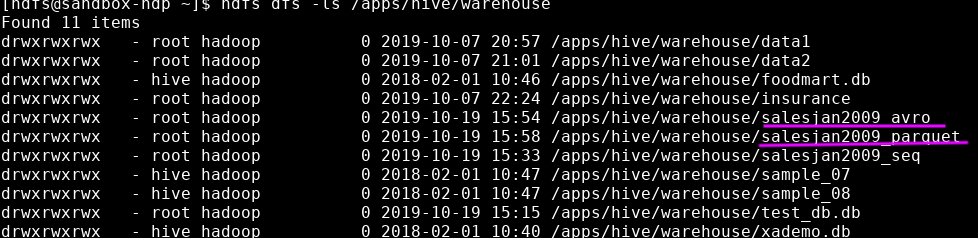 [hdfs@sandbox-hdp ~]$ hdfs dfs -ls /apps/hive/warehouse
Found 11 items
drwxrwxrwx   - root hadoop          0 2019-10-07 20:57 /apps/hive/warehouse/data1
drwxrwxrwx   - root hadoop          0 2019-10-07 21:01 /apps/hive/warehouse/data2
drwxrwxrwx   - hive hadoop          0 2018-02-01 10:46 /apps/hive/warehouse/foodmart.db
drwxrwxrwx   - root hadoop          0 2019-10-07 22:24 /apps/hive/warehouse/insurance
drwxrwxrwx   - root hadoop          0 2019-10-19 15:54 /apps/hive/warehouse/salesjan2009_avro
drwxrwxrwx   - root hadoop          0 2019-10-19 15:58 /apps/hive/warehouse/salesjan2009_parquet
drwxrwxrwx   - root hadoop          0 2019-10-19 15:33 /apps/hive/warehouse/salesjan2009_seq
drwxrwxrwx   - hive hadoop          0 2018-02-01 10:47 /apps/hive/warehouse/sample_07
drwxrwxrwx   - hive hadoop          0 2018-02-01 10:47 /apps/hive/warehouse/sample_08
drwxrwxrwx   - root hadoop          0 2019-10-19 15:15 /apps/hive/warehouse/test_db.db
drwxrwxrwx   - hive hadoop          0 2018-02-01 10:40 /apps/hive/warehouse/xademo.db